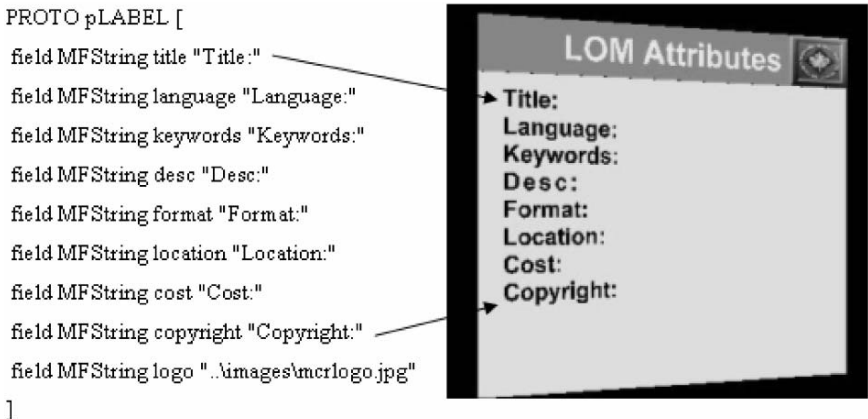 PROTO pLABEL [
field MFString title "Title:"
field MFString language "Language:"
field MFString keywords "Keywords:"
field MFString desc "Desc:"
field MFString format "Format:"
field MFString location "Location:"
field MFString cost "Cost:"
field MFString copyright "Copyright:"
field MFString logo "..\images\mcrlogo.jpg"
]
LOM Attributes
Title:
Language:
Keywords:
Desc:
Format:
Location:
Cost:
Copyright: